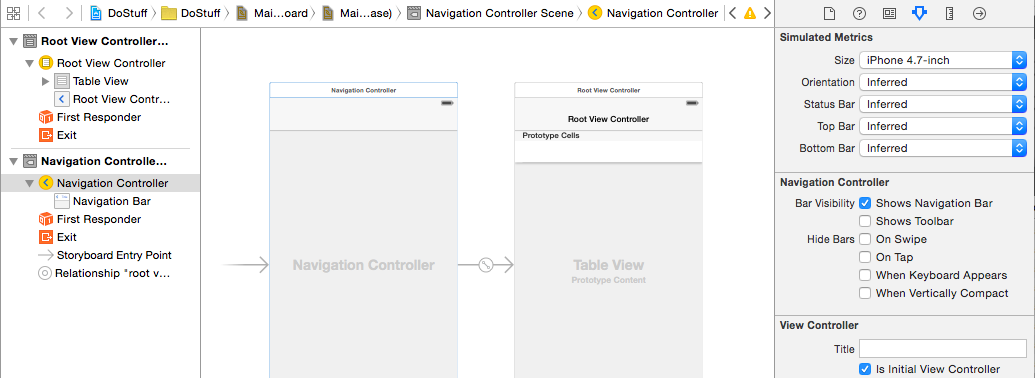 DoStuff DoStuff Mai...oard Mai...ase) Navigation Controller Scene Navigation Controller
Root View Controller...
Root View Controller
Table View
Root View Contr...
First Responder
Exit
Navigation Controlle...
Navigation Controller
Navigation Bar
First Responder
Exit
Storyboard Entry Point
Relationship "root v...
Navigation Controller
Navigation Controller
Root View Controller
Root View Controller
Prototype Cells
Table View
Prototype Content
Simulated Metrics
Size iPhone 4.7-inch
Orientation Inferred
Status Bar Inferred
Top Bar Inferred
Bottom Bar Inferred
Navigation Controller
Bar Visibility Shows Navigation Bar
Shows Toolbar
Hide Bars On Swipe
On Tap
When Keyboard Appears
When Vertically Compact
View Controller
Title
Is Initial View Controller